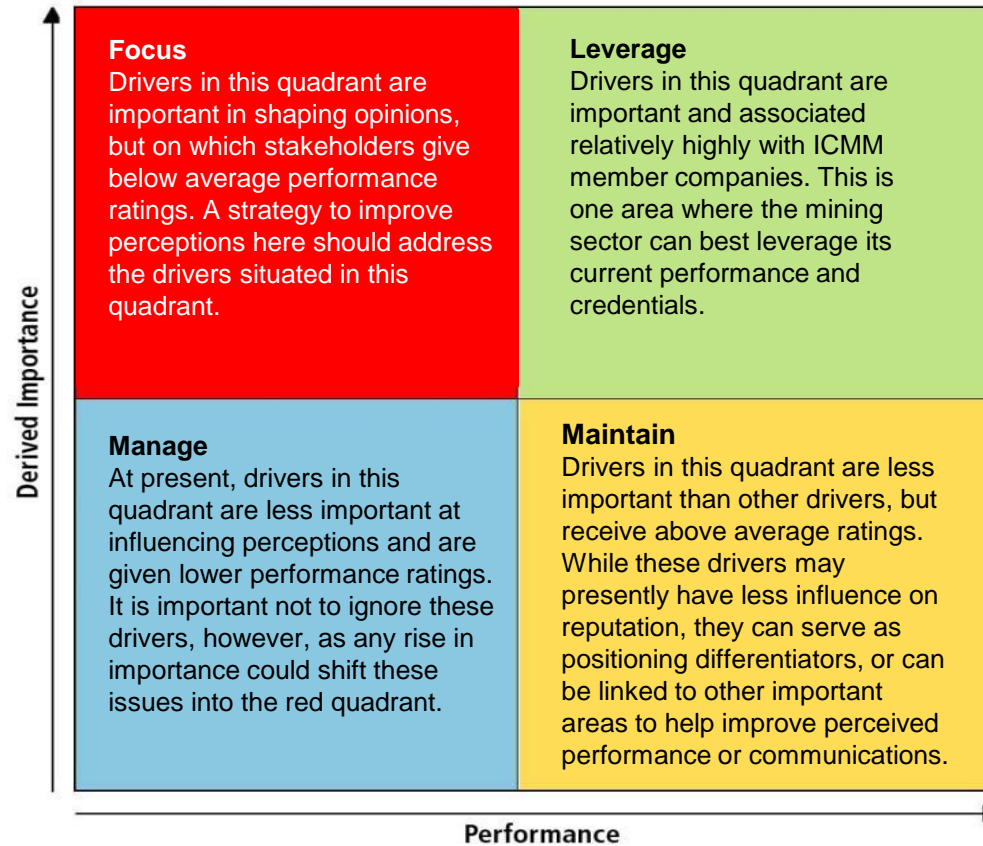 Derived Importance
Focus
Drivers in this quadrant are
important in shaping opinions,
but on which stakeholders give
below average performance
ratings. A strategy to improve
perceptions here should address
the drivers situated in this
quadrant.
Leverage
Drivers in this quadrant are
important and associated
relatively highly with ICMM
member companies. This is
one area where the mining
sector can best leverage its
current performance and
credentials.
Manage
At present, drivers in this
quadrant are less important at
influencing perceptions and are
given lower performance ratings.
It is important not to ignore these
drivers, however, as any rise in
importance could shift these
issues into the red quadrant.
Maintain
Drivers in this quadrant are less
important than other drivers, but
receive above average ratings.
While these drivers may
presently have less influence on
reputation, they can serve as
positioning differentiators, or can
be linked to other important
areas to help improve perceived
performance or communications.
Performance